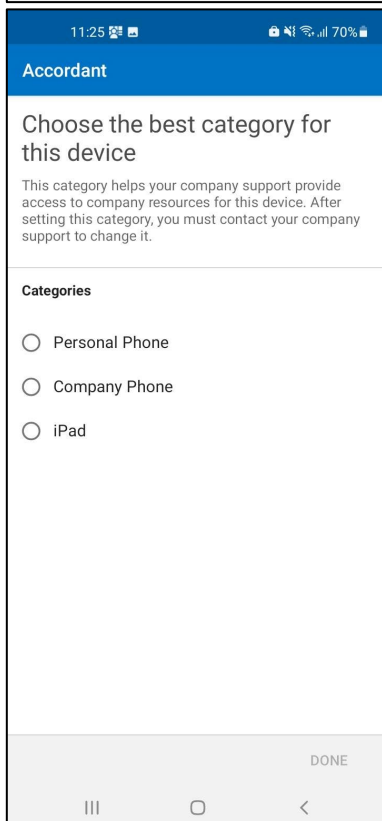 11:25 70%
Accordant
Choose the best category for
this device
This category helps your company support provide
access to company resources for this device. After
setting this category, you must contact your company
support to change it.
Categories
Personal Phone
Company Phone
iPad
DONE